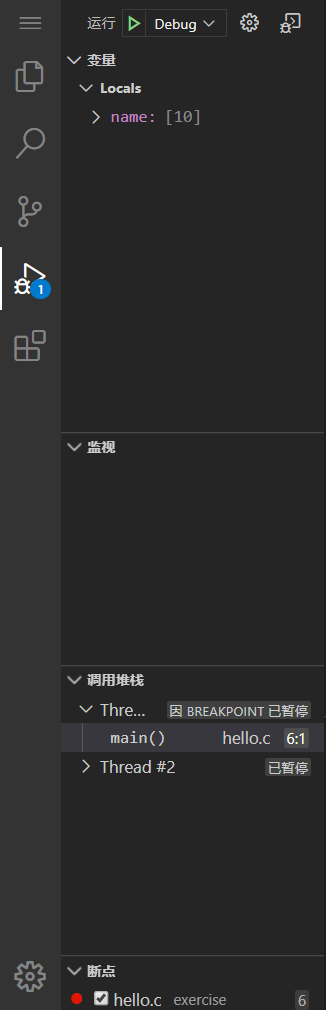 运行 Debug
变量
Locals
name: [10]
1
监视
调用堆栈
Thre... 因 BREAKPOINT 已暂停
main() hello.c 6:1
Thread #2 已暂停
断点
hello.c exercise 6